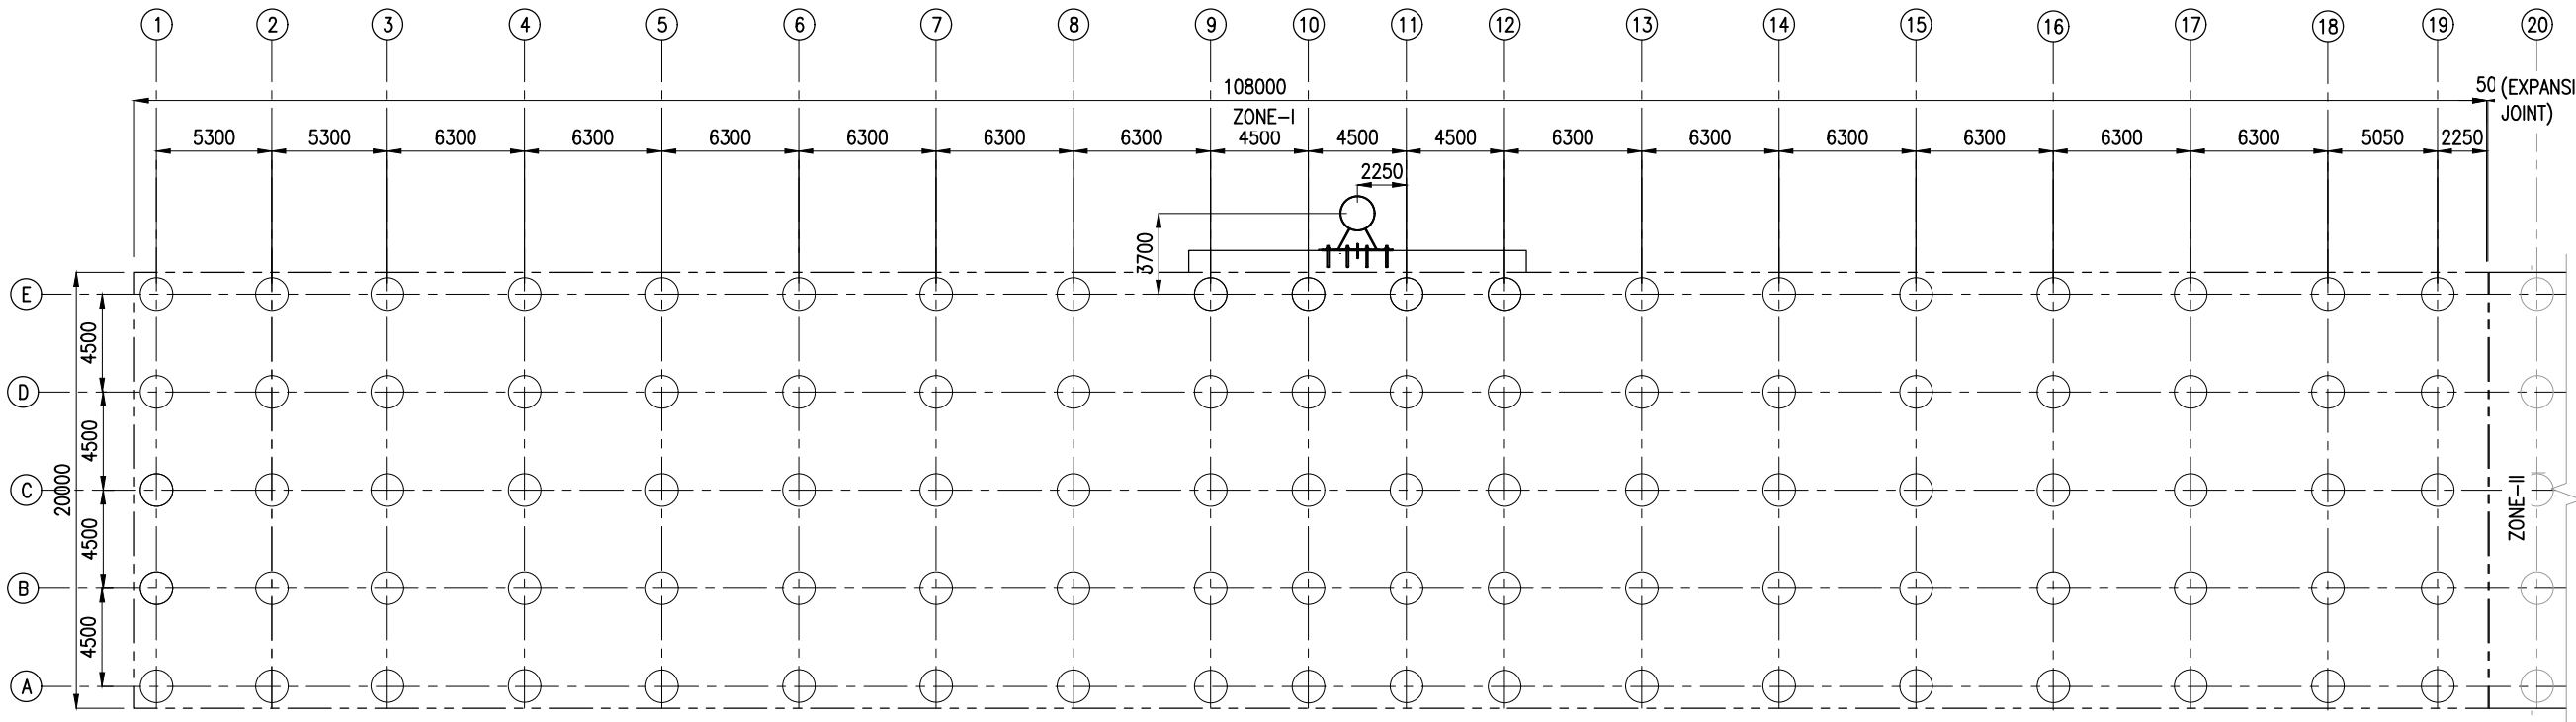 1 2 3 4 5 6 7 8 9 10 11 12 13 14 15 16 17 18 19 20
108000
50 (EXPANSI
JOINT)
ZONE-I
5300 5300 6300 6300 6300 6300 6300 6300 4500 4500 4500 6300 6300 6300 6300 6300 6300 5050 2250
2250
3700
E
4500
D
4500
20000
C
ZONE-II
4500
B
4500
A